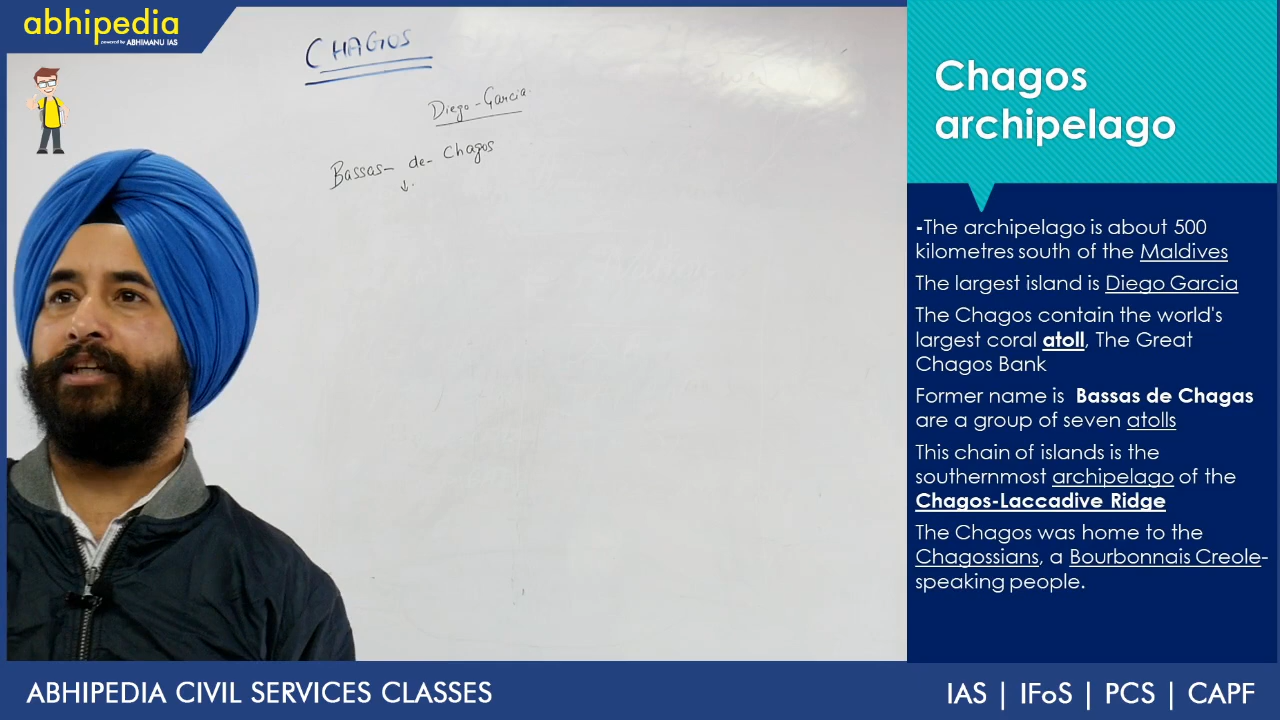 abhipedia
powered by ABHIMANU IAS
CHAGOS
Diego-Garcia.
Bassas- de- Chagos
Chagos
archipelago
-The archipelago is about 500
kilometres south of the Maldives
The largest island is Diego Garcia
The Chagos contain the world's
largest coral atoll, The Great
Chagos Bank
Former name is Bassas de Chagas
are a group of seven atolls
This chain of islands is the
southernmost archipelago of the
Chagos-Laccadive Ridge
The Chagos was home to the
Chagossians, a Bourbonnais Creole-
speaking people.
ABHIPEDIA CIVIL SERVICES CLASSES
IAS | IFoS | PCS | CAPF